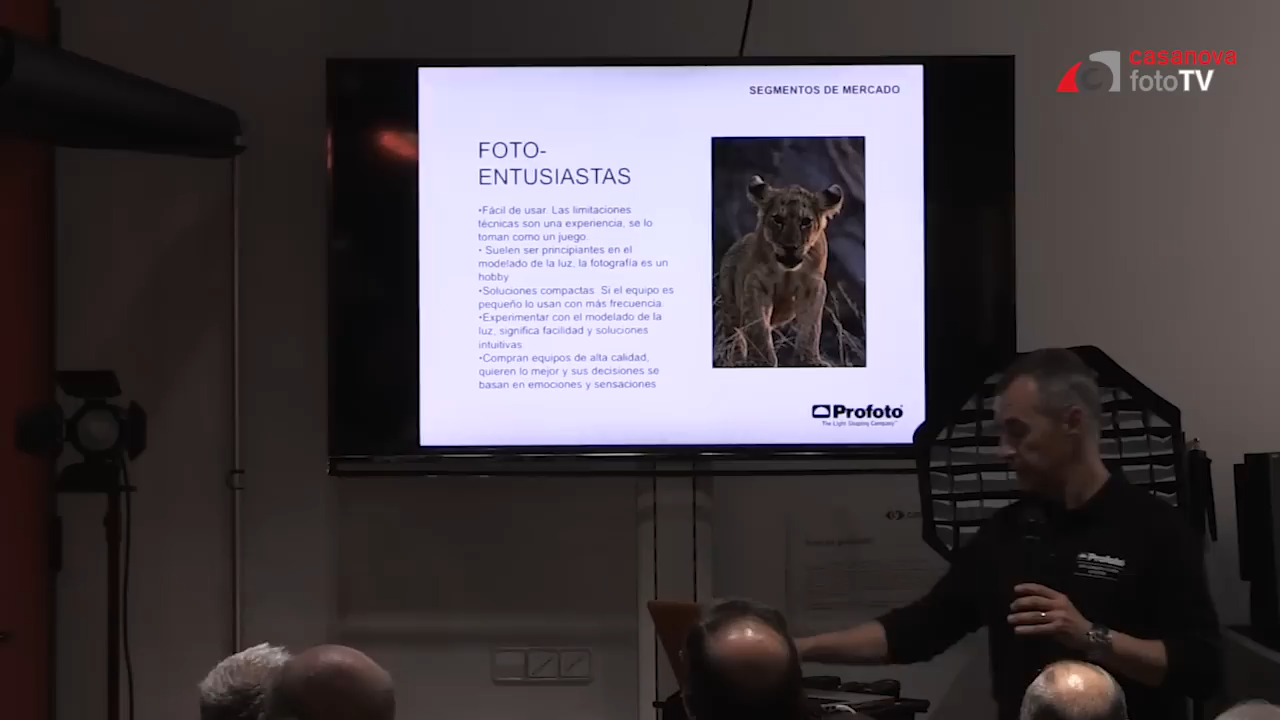 casanova
fotoTV
SEGMENTOS DE MERCADO
FOTO-
ENTUSIASTAS
•Fácil de usar. Las limitaciones
técnicas son una experiencia, se lo
toman como un juego.
• Suelen ser principiantes en el
modelado de la luz, la fotografía es un
hobby
•Soluciones compactas. Si el equipo es
pequeño lo usan con más frecuencia.
•Experimentar con el modelado de la
luz, significa facilidad y soluciones
intuitivas
•Compran equipos de alta calidad,
quieren lo mejor y sus decisiones se
basan en emociones y sensaciones
Profoto
The Light Shaping Company™
Profoto